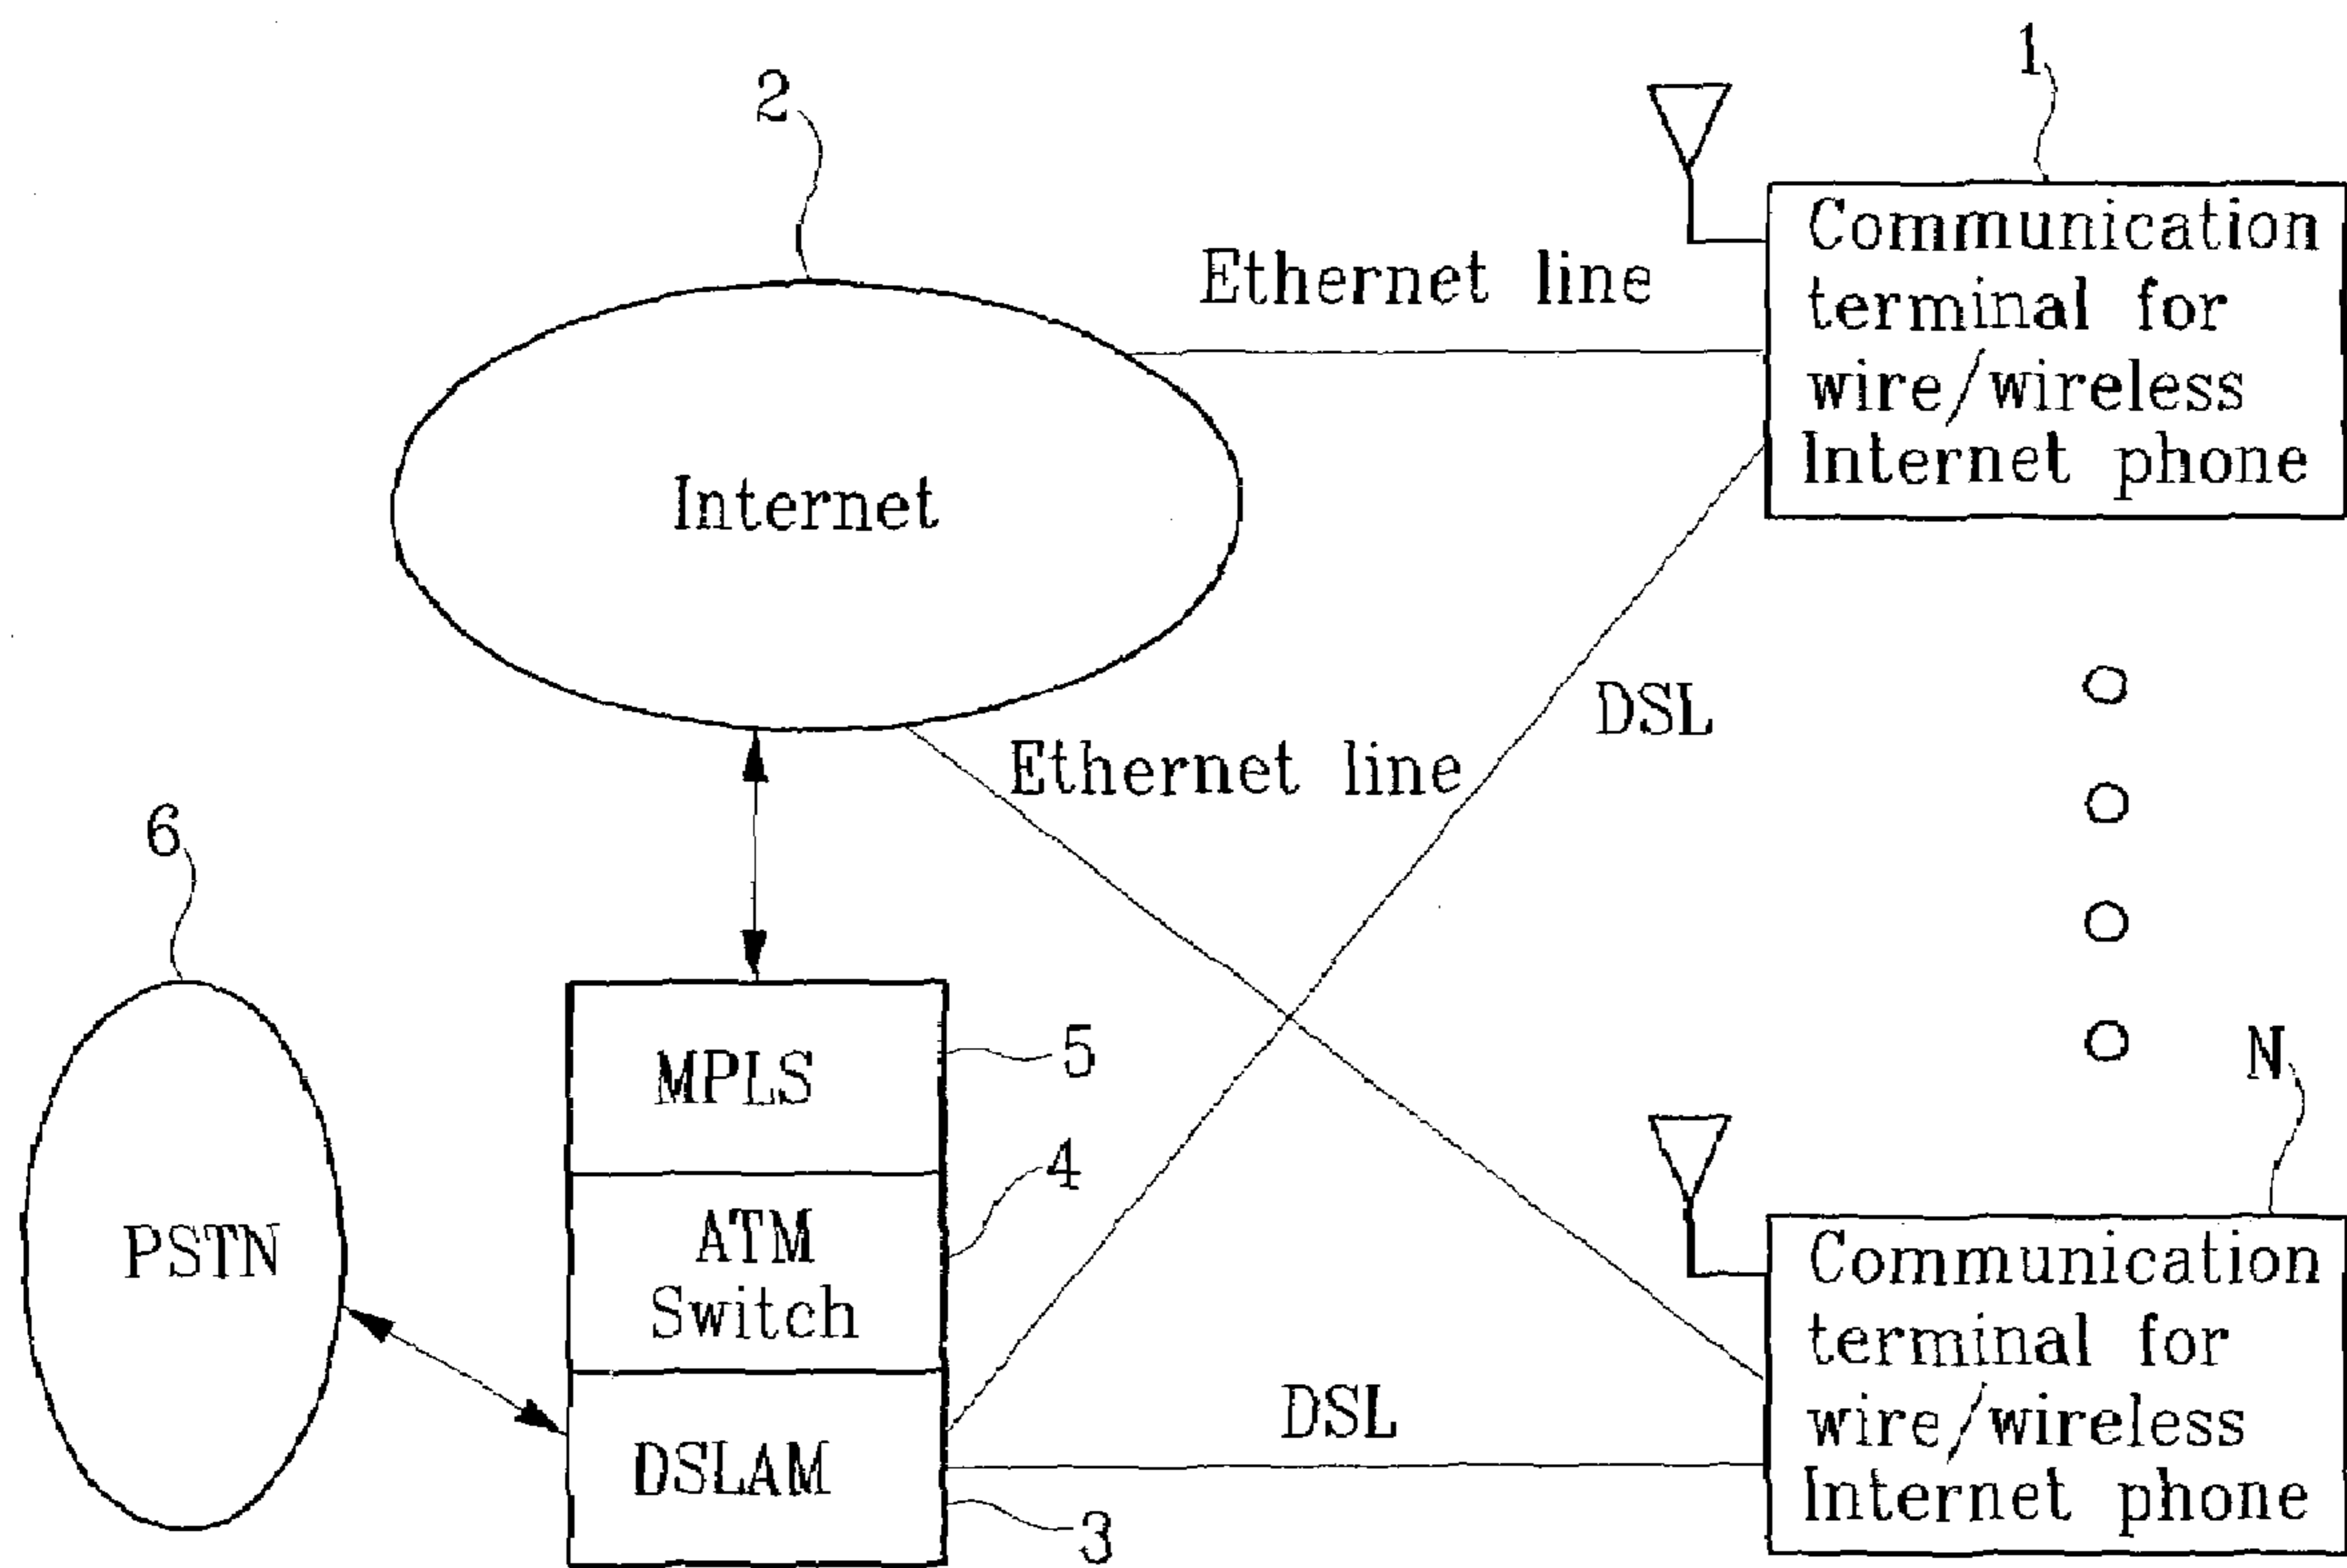 1
2
Communication
terminal for
wire/wireless
Internet phone
Ethernet line
Internet
DSL
Ethernet line
6
5
MPLS
N
4
ATM
Switch
PSTN
Communication
terminal for
wire/wireless
Internet phone
DSL
DSLAM
3